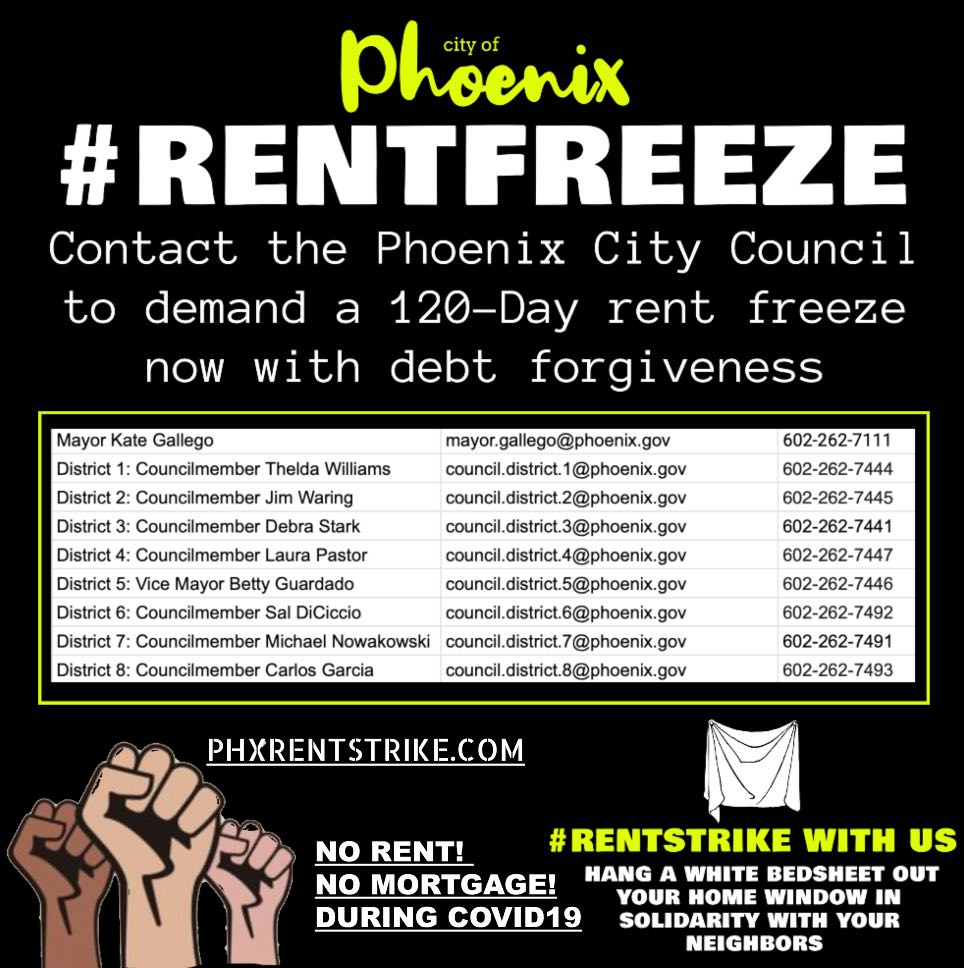 city of
Phoenix
#RENTFREEZE
Contact the Phoenix City Council
to demand a 120-Day rent freeze
now with debt forgiveness
Mayor Kate Gallego mayor.gallego@phoenix.gov 602-262-7111
District 1: Councilmember Thelda Williams council.district.1@phoenix.gov 602-262-7444
District 2: Councilmember Jim Waring council.district.2@phoenix.gov 602-262-7445
District 3: Councilmember Debra Stark council.district.3@phoenix.gov 602-262-7441
District 4: Councilmember Laura Pastor council.district.4@phoenix.gov 602-262-7447
District 5: Vice Mayor Betty Guardado council.district.5@phoenix.gov 602-262-7446
District 6: Councilmember Sal DiCiccio council.district.6@phoenix.gov 602-262-7492
District 7: Councilmember Michael Nowakowski council.district.7@phoenix.gov 602-262-7491
District 8: Councilmember Carlos Garcia council.district.8@phoenix.gov 602-262-7493
PHXRENTSTRIKE.COM
NO RENT!
NO MORTGAGE!
DURING COVID19
#RENTSTRIKE WITH US
HANG A WHITE BEDSHEET OUT
YOUR HOME WINDOW IN
SOLIDARITY WITH YOUR
NEIGHBORS